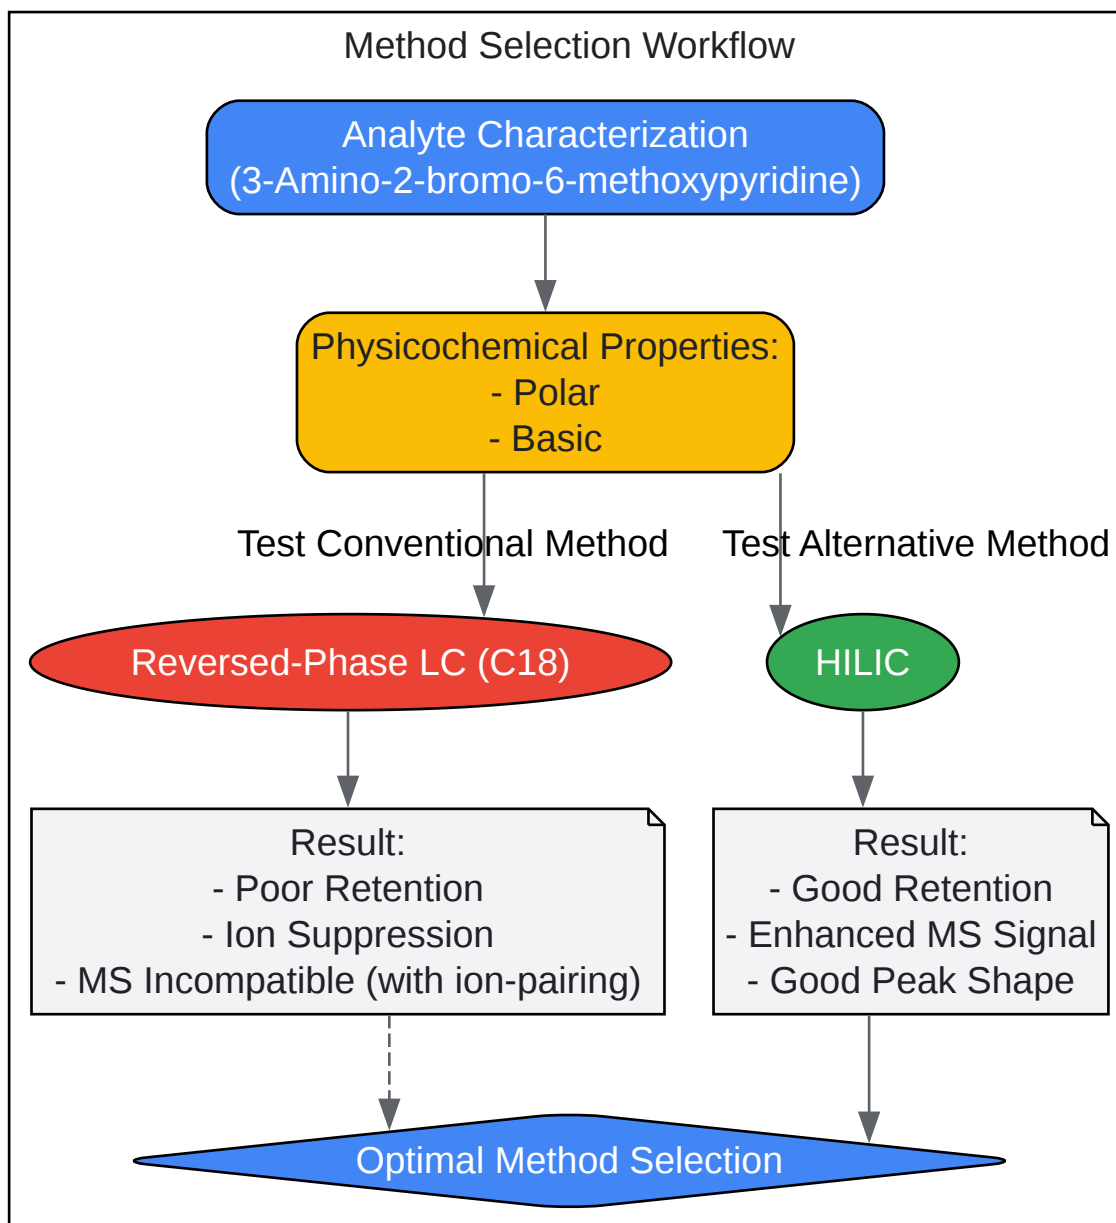 Method Selection Workflow
Analyte Characterization
(3-Amino-2-bromo-6-methoxypyridine)
Physicochemical Properties:
- Polar
- Basic
Test Conventional Method
Test Alternative Method
Reversed-Phase LC (C18)
HILIC
Result:
- Poor Retention
- Ion Suppression
- MS Incompatible (with ion-pairing)
Result:
- Good Retention
- Enhanced MS Signal
- Good Peak Shape
Optimal Method Selection